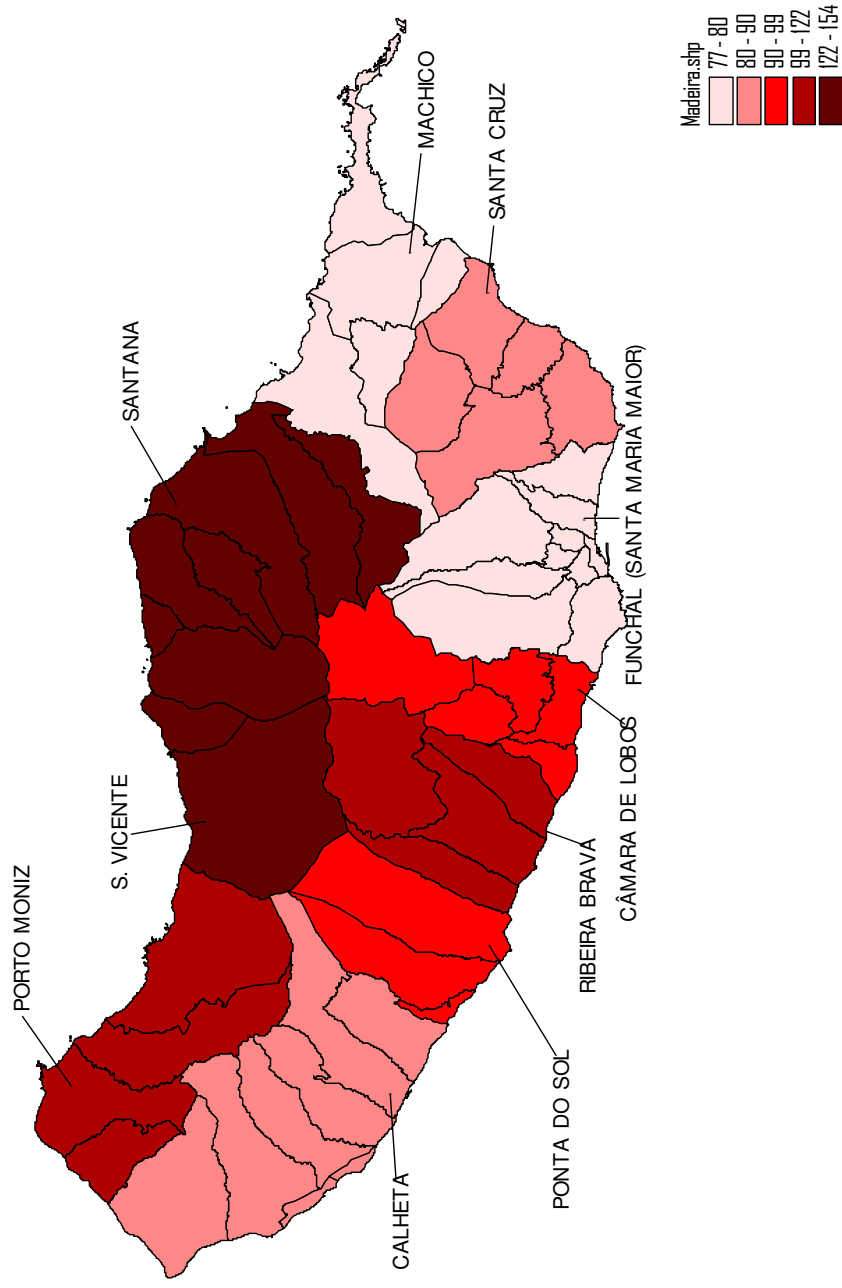 PORTO MONIZ
S. VICENTE
SANTANA
MACHICO
SANTA CRUZ
FUNCHAL (SANTA MARIA MAIOR)
CÂMARA DE LOBOS
RIBEIRA BRAVA
PONTA DO SOL
CALHETA
Madeira.shp
77 - 80
80 - 90
90 - 99
99 - 122
122 - 154